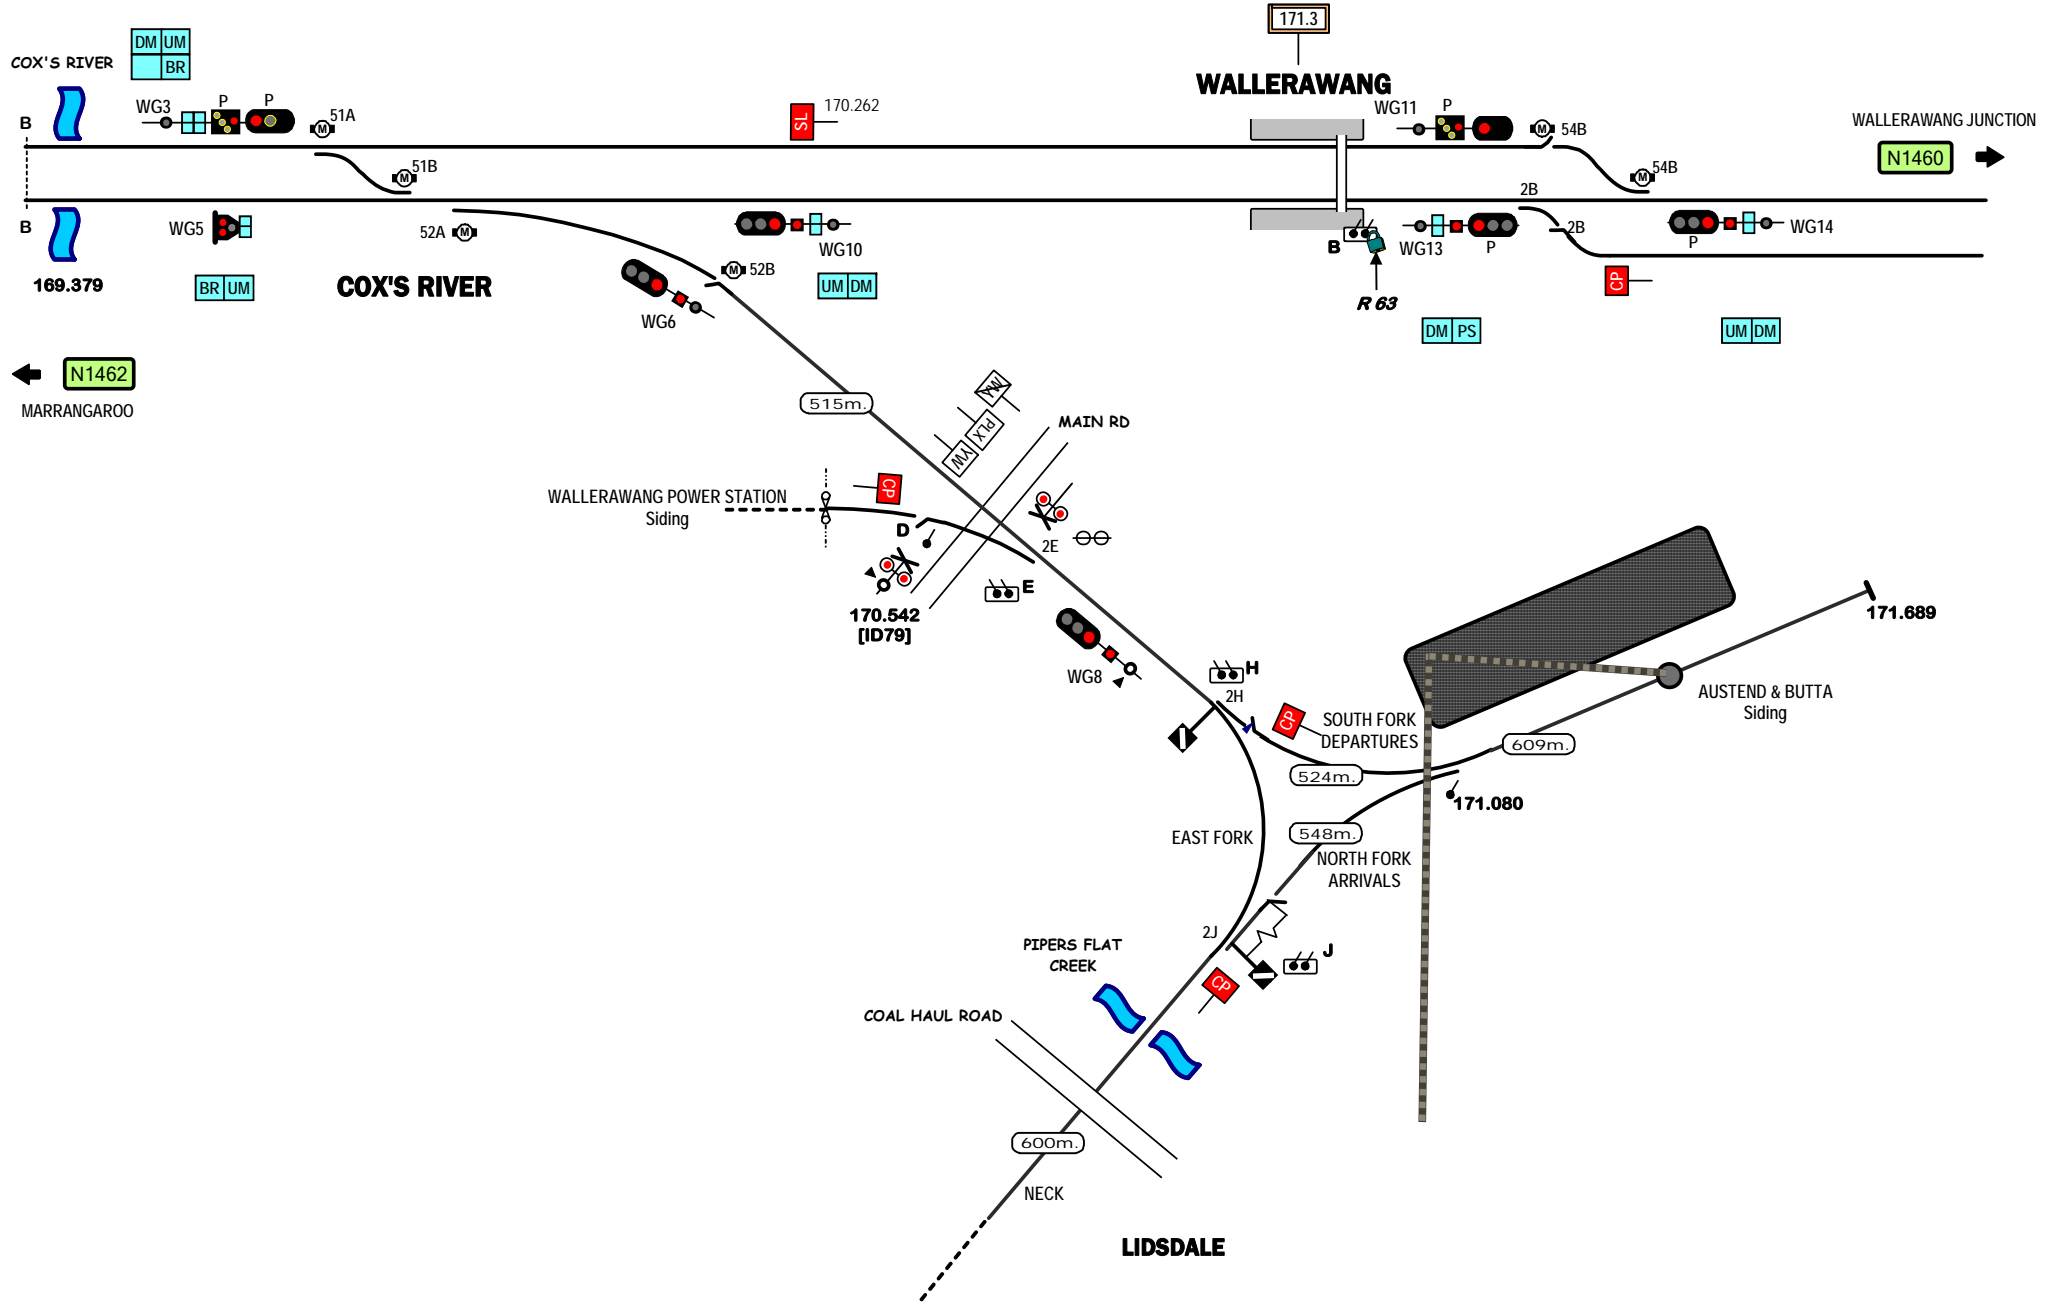 171.3
DM UM
BR
COX'S RIVER
WALLERAWANG
WG3
P
P
51A
SL
170.262
WG11
P
54B
WALLERAWANG JUNCTION
N1460
B
51B
54B
2B
B
WG5
52A
WG10
B
WG13
P
2B
P
WG14
169.379
BR UM
COX'S RIVER
52B
UM DM
CP
R 63
WG6
DM PS
UM DM
N1462
MARRANGAROO
515m.
MAIN RD
PLX
YW
WALLERAWANG POWER STATION
Siding
CP
D
2E
E
170.542
[ID79]
171.689
WG8
H
2H
CP
SOUTH FORK
DEPARTURES
AUSTEND & BUTTA
Siding
609m.
524m.
171.080
EAST FORK
548m.
NORTH FORK
ARRIVALS
2J
J
PIPERS FLAT
CREEK
CP
COAL HAUL ROAD
600m.
NECK
LIDSDALE
M
M
M
M
M
M